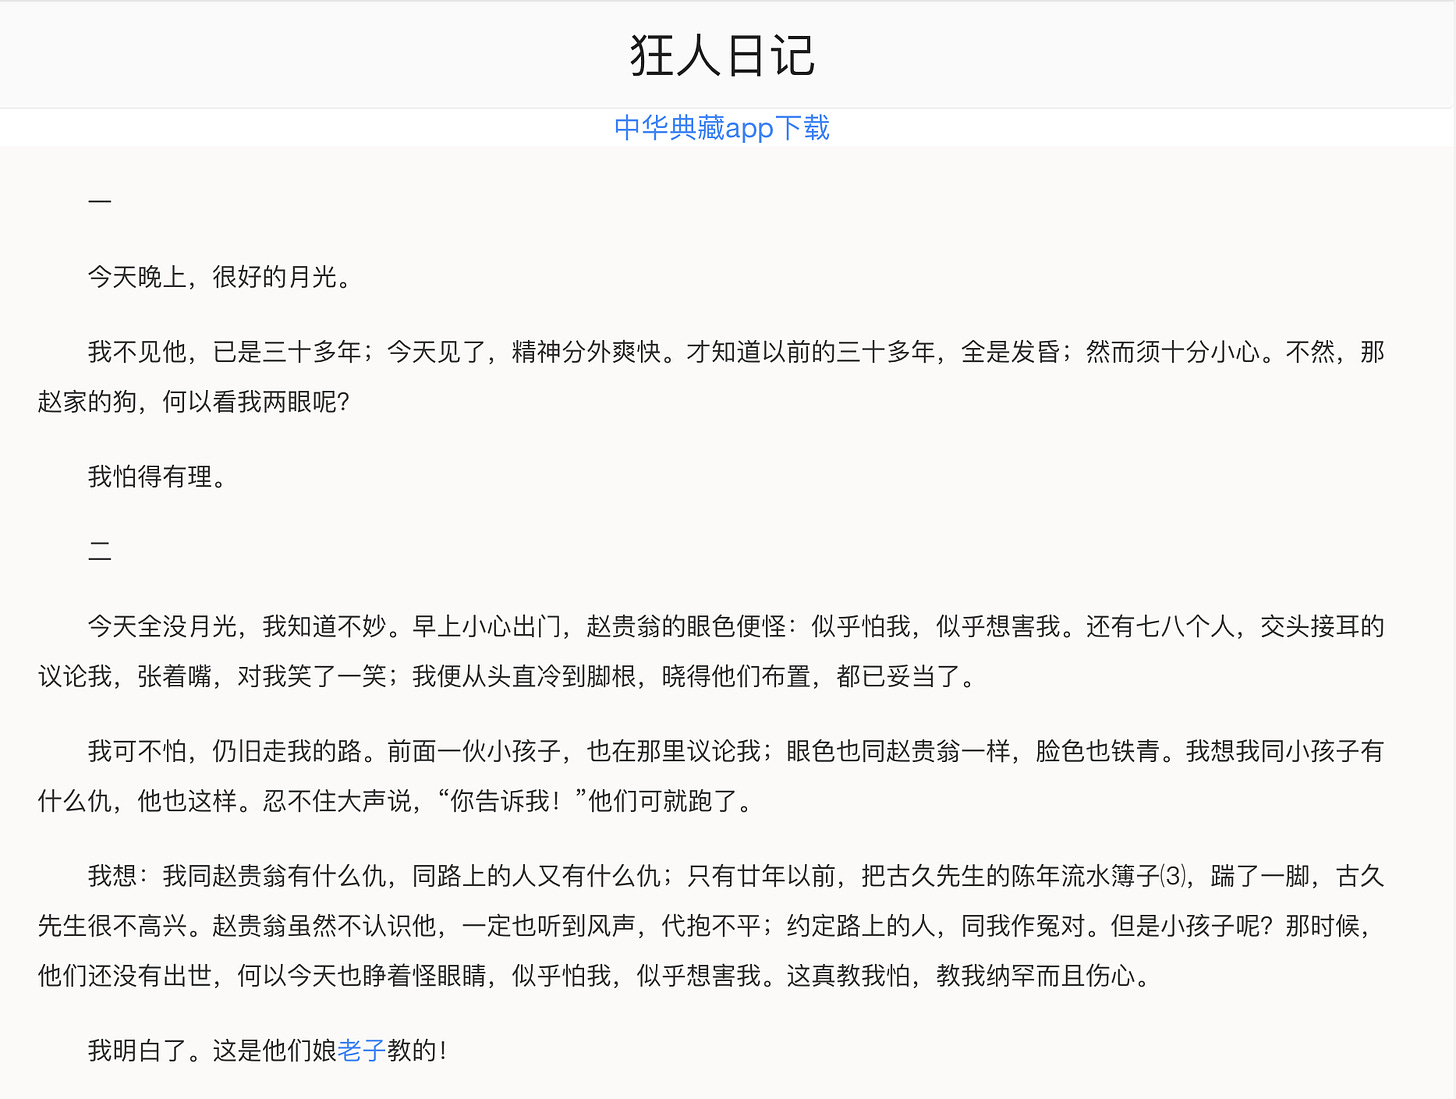 狂人日记
中华典藏app下载
一
今天晚上，很好的月光。
我不见他，已是三十多年；今天见了，精神分外爽快。才知道以前的三十多年，全是发昏；然而须十分小心。不然，那
赵家的狗，何以看我两眼呢？
我怕得有理。
二
今天全没月光，我知道不妙。早上小心出门，赵贵翁的眼色便怪：似乎怕我，似乎想害我。还有七八个人，交头接耳的
议论我，张着嘴，对我笑了一笑；我便从头直冷到脚根，晓得他们布置，都已妥当了。
我可不怕，仍旧走我的路。前面一伙小孩子，也在那里议论我；眼色也同赵贵翁一样，脸色也铁青。我想我同小孩子有
什么仇，他也这样。忍不住大声说，“你告诉我！”他们可就跑了。
我想：我同赵贵翁有什么仇，同路上的人又有什么仇；只有廿年以前，把古久先生的陈年流水簿子⑶，踹了一脚，古久
先生很不高兴。赵贵翁虽然不认识他，一定也听到风声，代抱不平；约定路上的人，同我作冤对。但是小孩子呢？那时候，
他们还没有出世，何以今天也睁着怪眼睛，似乎怕我，似乎想害我。这真教我怕，教我纳罕而且伤心。
我明白了。这是他们娘老子教的！